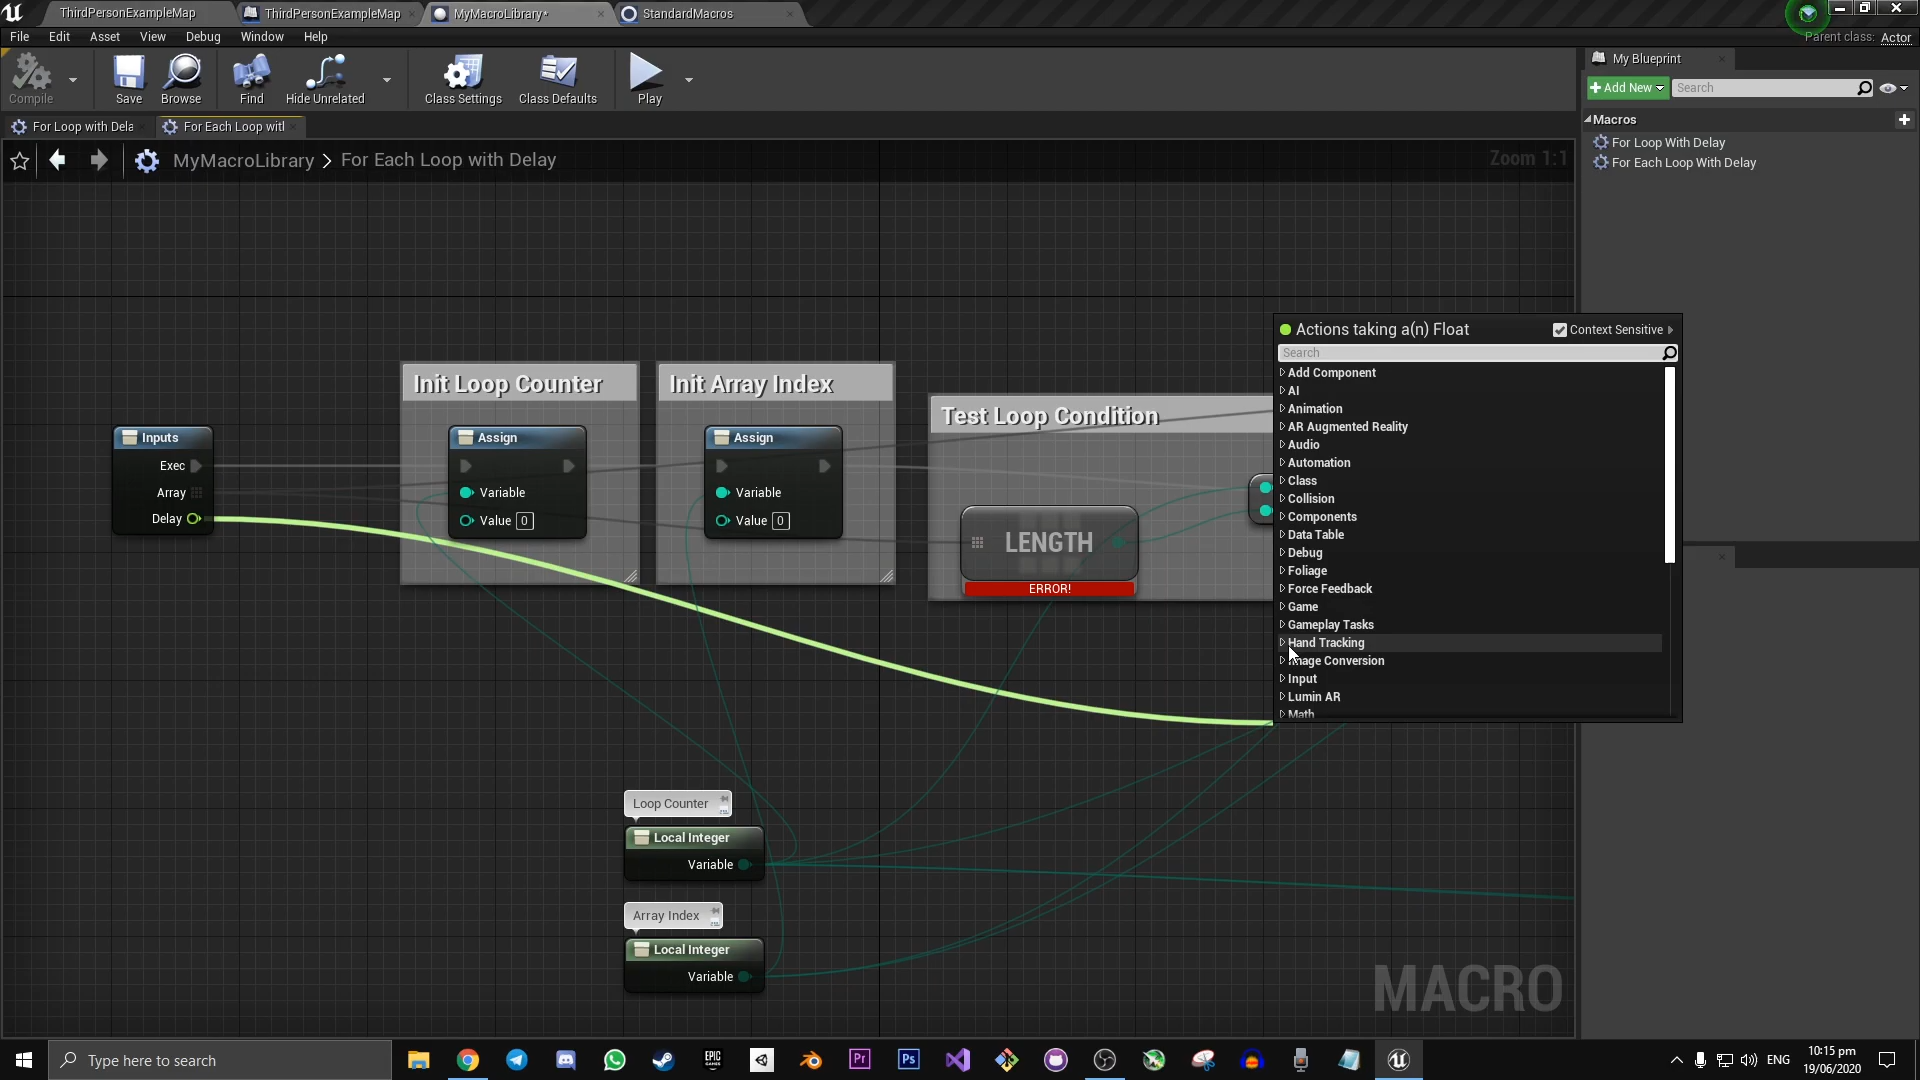 ThirdPersonExampleMap
ThirdPersonExampleMap
MyMacroLibrary*
StandardMacros
File
Edit
Asset
View
Debug
Window
Help
Parent class:
Actor
Compile
Save
Browse
Find
Hide Unrelated
Class Settings
Class Defaults
Play
My Blueprint
+ Add New
Search
For Loop with Dela
For Each Loop witl
Macros
MyMacroLibrary > For Each Loop with Delay
Zoom 1:1
For Loop With Delay
For Each Loop With Delay
Actions taking a(n) Float
Context Sensitive
Search
Add Component
AI
Animation
AR Augmented Reality
Audio
Automation
Class
Collision
Components
Data Table
Debug
Foliage
Force Feedback
Game
Gameplay Tasks
Hand Tracking
Image Conversion
Input
Lumin AR
Math
Init Loop Counter
Init Array Index
Test Loop Condition
Inputs
Exec
Array
Delay
Assign
Variable
Value 0
Assign
Variable
Value 0
LENGTH
ERROR!
Loop Counter
Local Integer
Variable
Array Index
Local Integer
Variable
MACRO
Type here to search
EPIC
GAMES
Pr
Ps
ENG
10:15 pm
19/06/2020